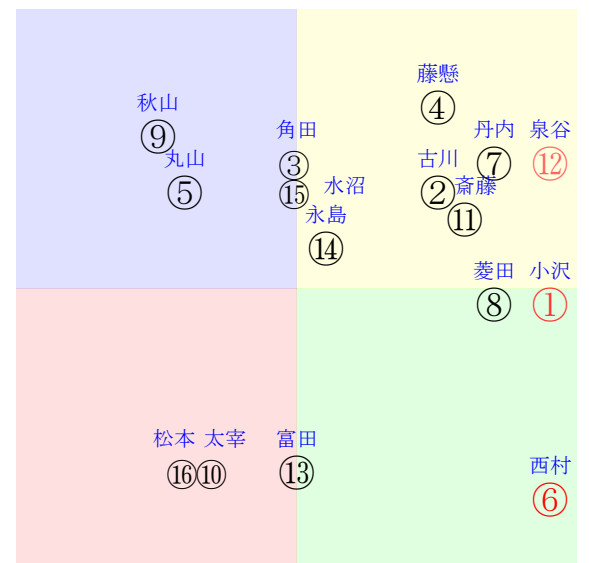 藤懸
④
秋山
⑨
角田
③
丹内
⑦
泉谷
⑫
丸山
⑤
古川
②
斎藤
⑪
⑮
水沼
永島
⑭
菱田
⑧
小沢
①
松本
⑯
太宰
⑩
富田
⑬
西村
⑥